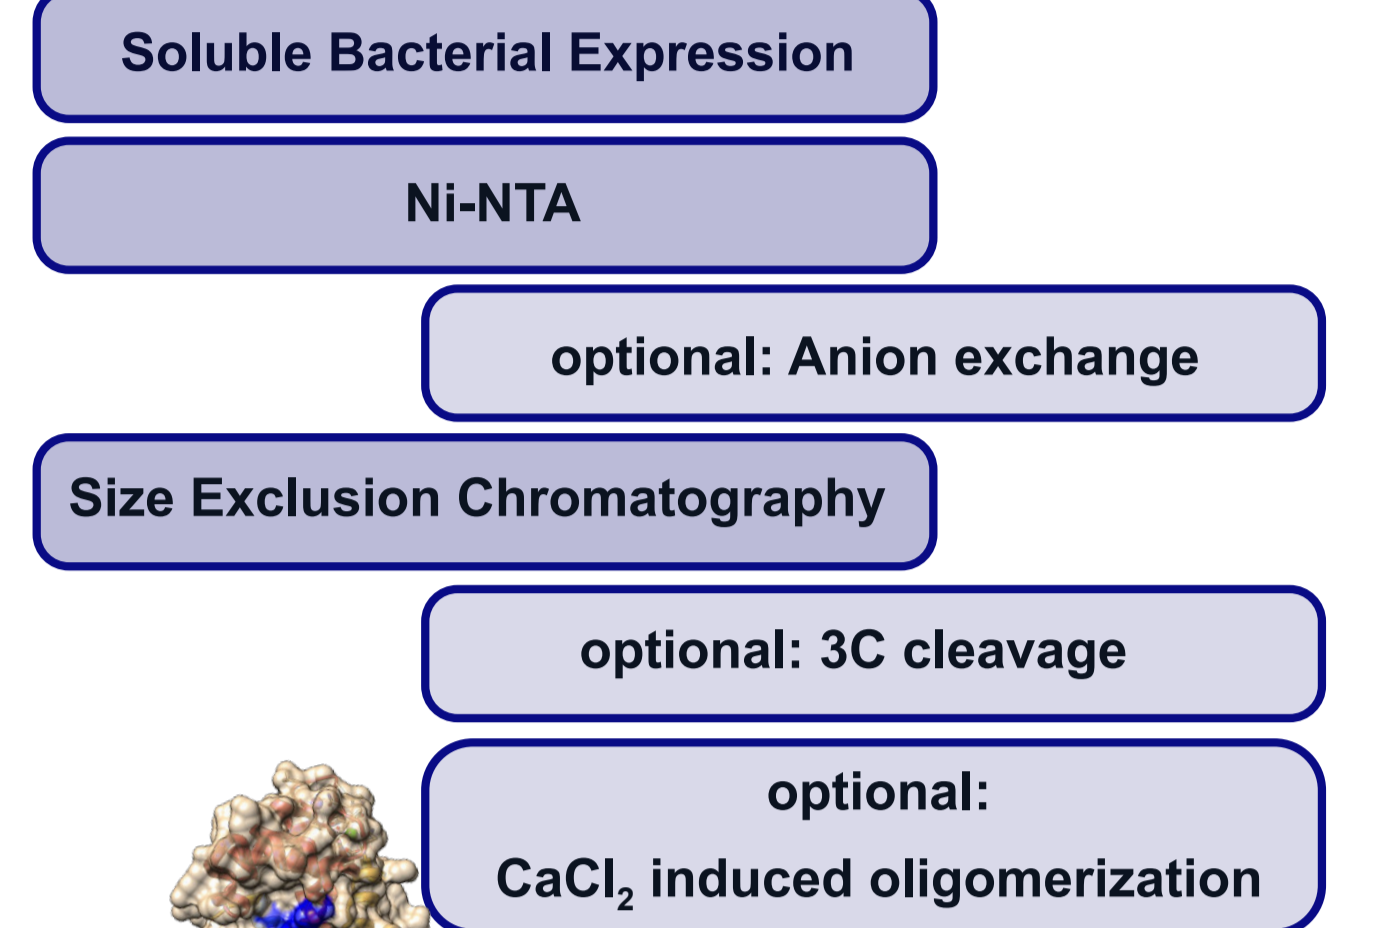 Soluble Bacterial Expression
Ni-NTA
optional: Anion exchange
Size Exclusion Chromatography
optional: 3C cleavage
optional:
CaCl₂ induced oligomerization